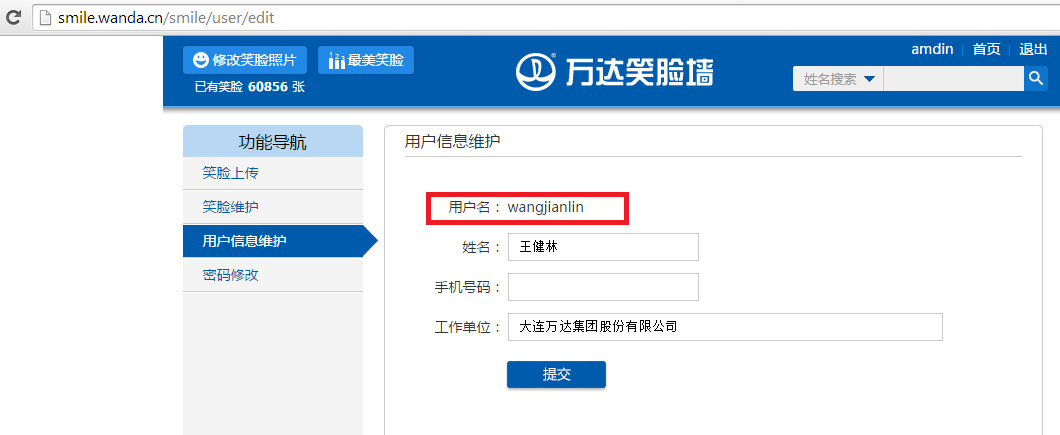 smile.wanda.cn/smile/user/edit
修改笑脸照片 最美笑脸
已有笑脸 60856 张
万达笑脸墙
amdin 首页 退出
姓名搜索
功能导航
笑脸上传
笑脸维护
用户信息维护
密码修改
用户信息维护
用户名： wangjianlin
姓名： 王健林
手机号码：
工作单位： 大连万达集团股份有限公司
提交